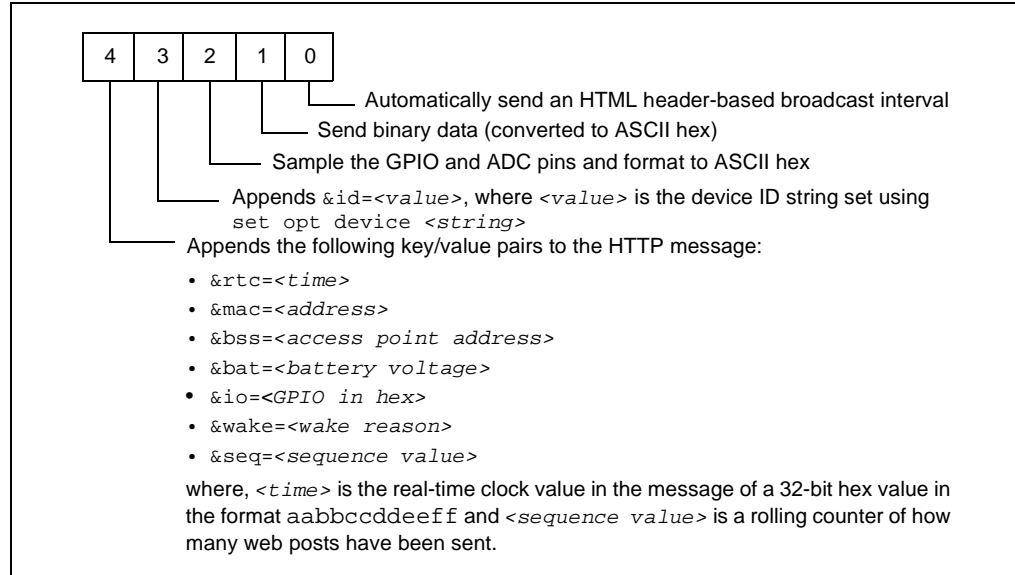 4 3 2 1 0
Automatically send an HTML header-based broadcast interval
Send binary data (converted to ASCII hex)
Sample the GPIO and ADC pins and format to ASCII hex
Appends &id=<value>, where <value> is the device ID string set using
set opt device <string>
Appends the following key/value pairs to the HTTP message:
• &rtc=<time>
• &mac=<address>
• &bss=<access point address>
• &bat=<battery voltage>
• &io=<GPIO in hex>
• &wake=<wake reason>
• &seq=<sequence value>
where, <time> is the real-time clock value in the message of a 32-bit hex value in
the format aabbccddeeff and <sequence value> is a rolling counter of how
many web posts have been sent.